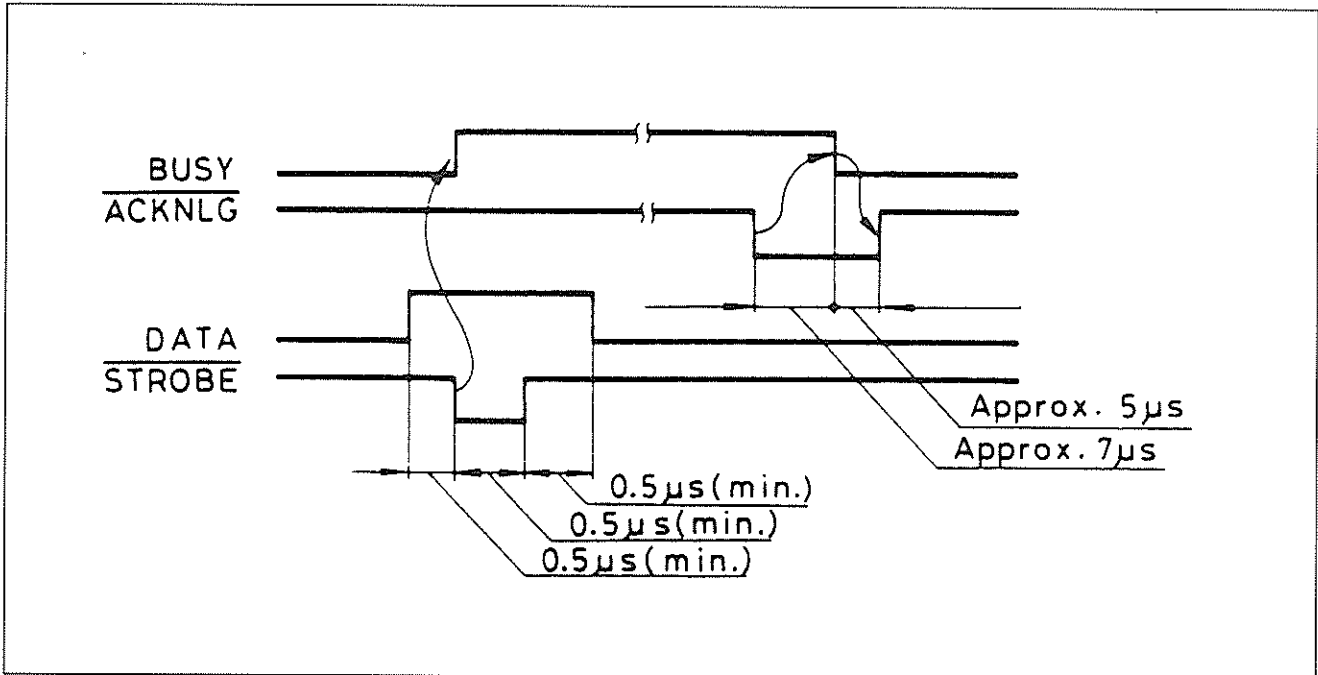 BUSY
ACKNLG
DATA
STROBE
Approx. 5µs
Approx. 7µs
0.5µs(min.)
0.5µs(min.)
0.5µs(min.)